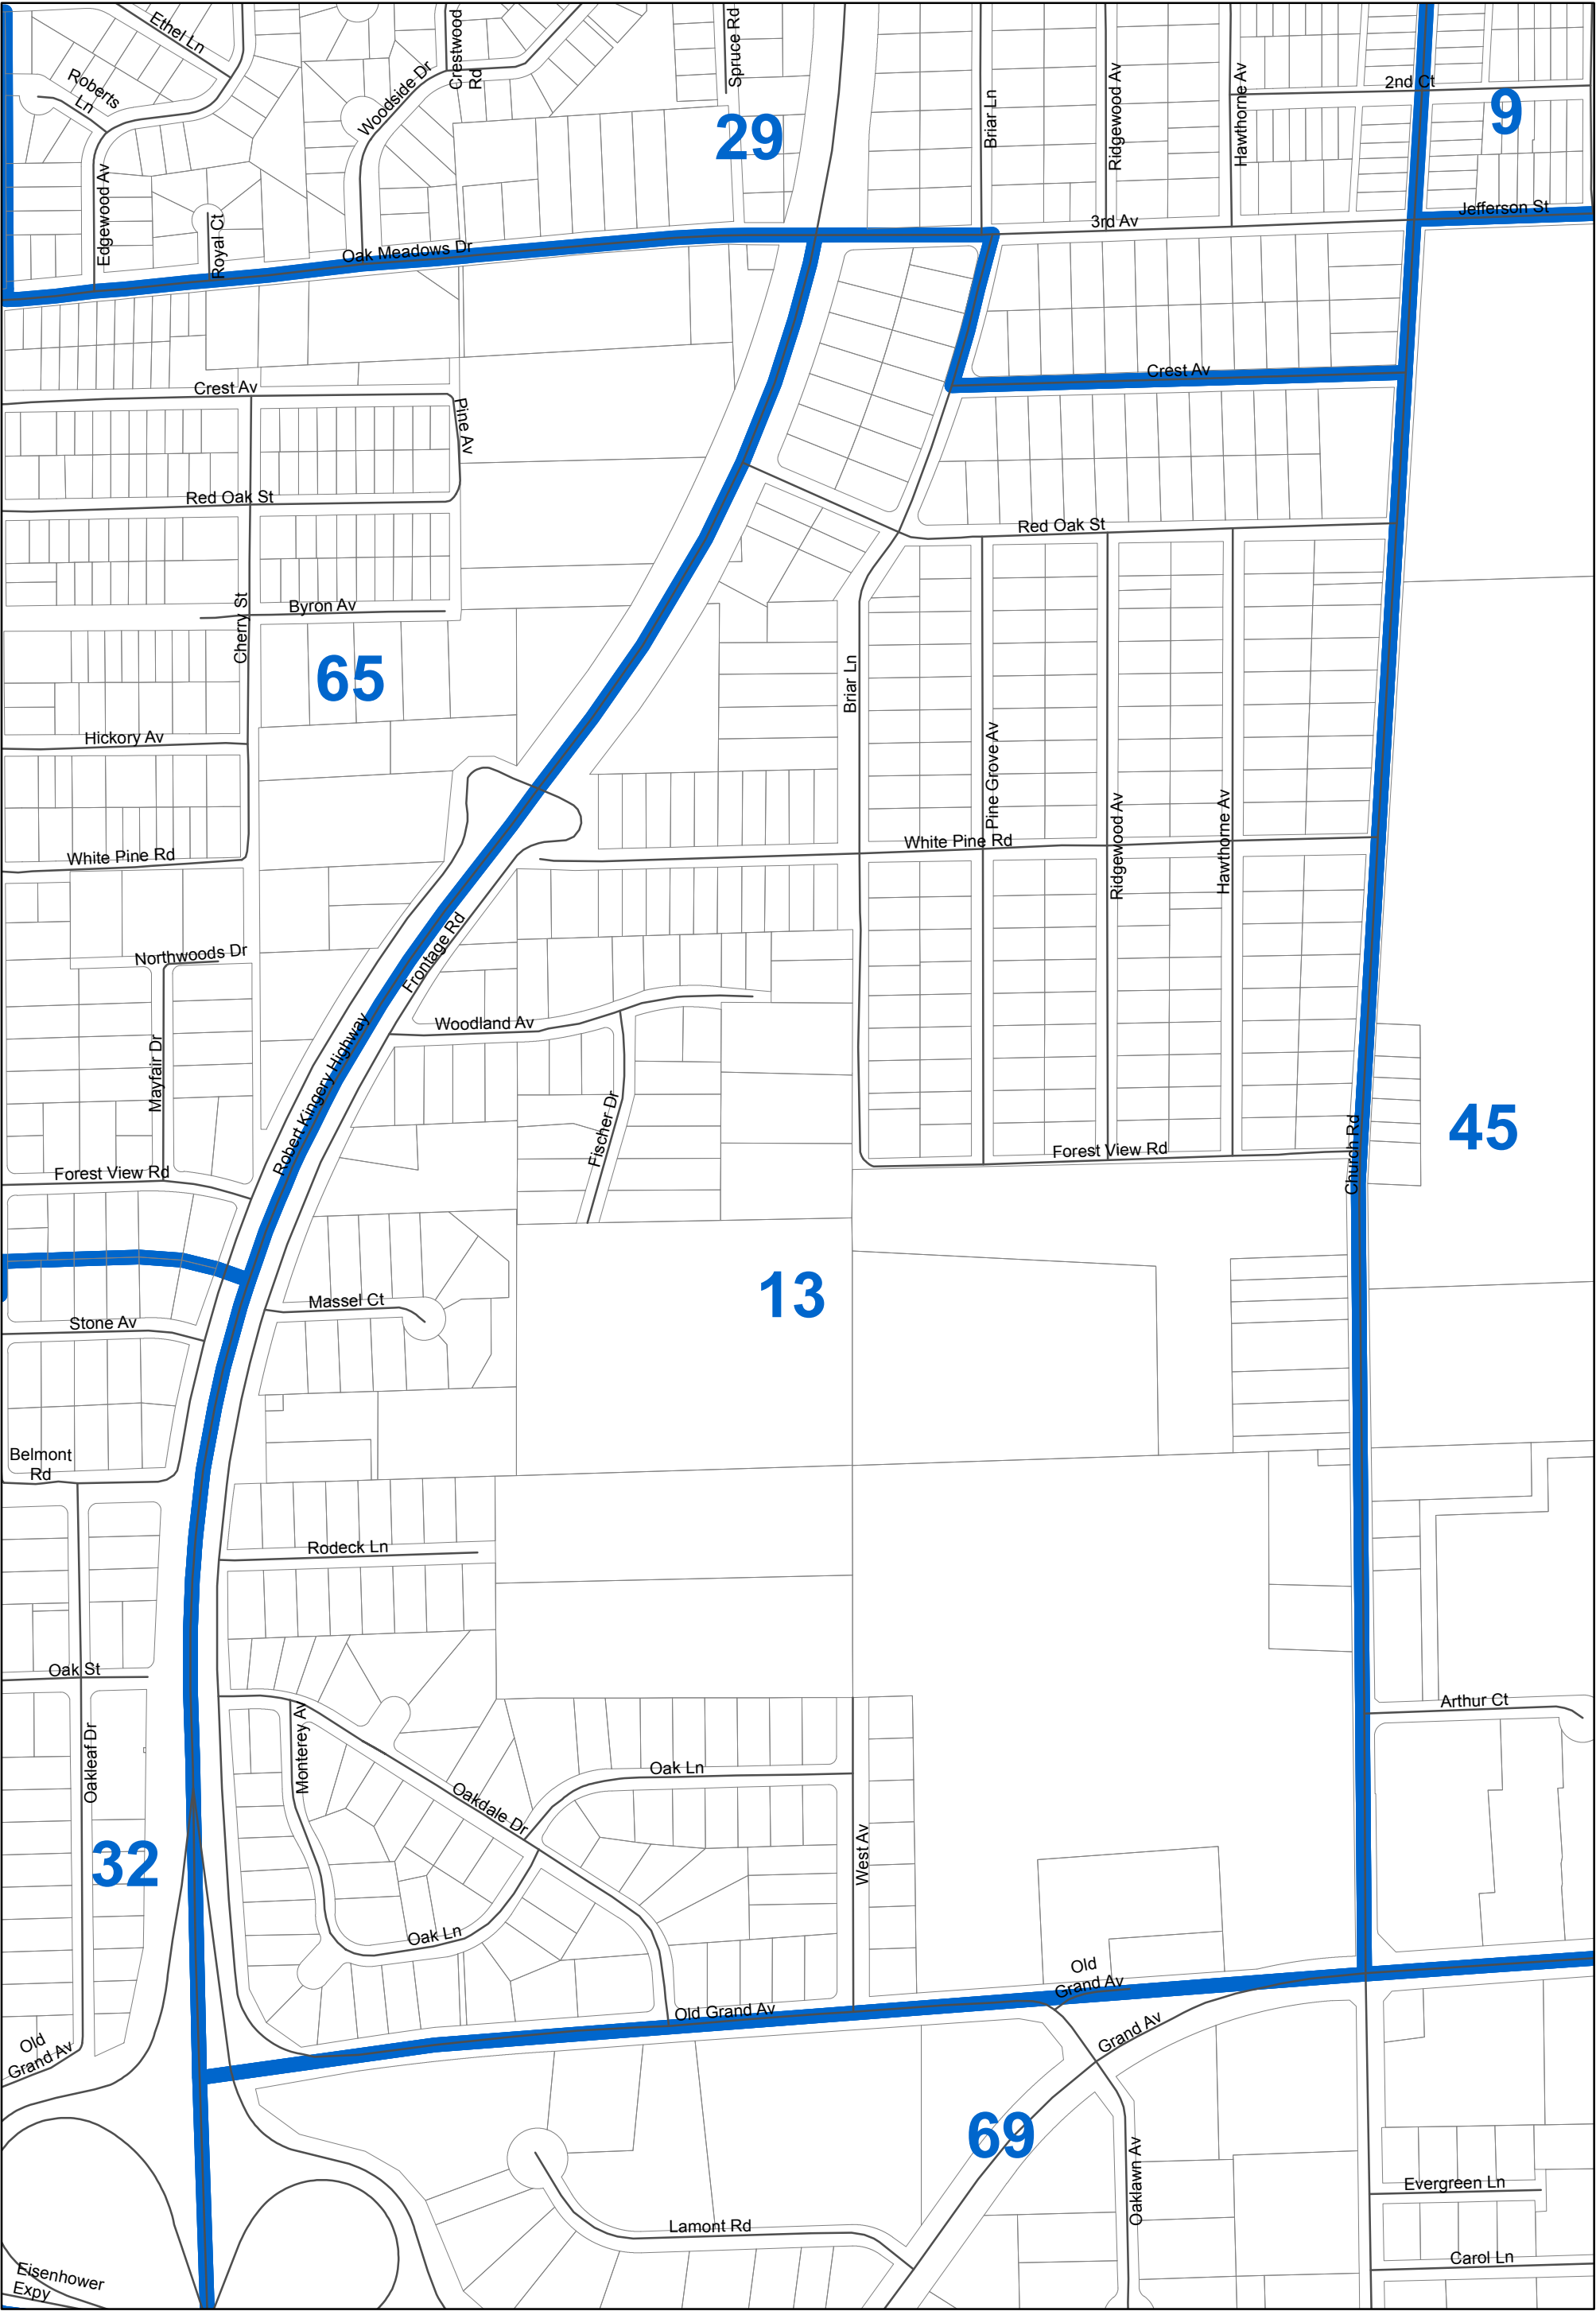 Ethel Ln
Roberts
Ln
Woodside Dr
Crestwood
Rd
Spruce Rd
29
Briar Ln
Ridgewood Av
Hawthorne Av
2nd Ct
9
Edgewood Av
Royal Ct
Oak Meadows Dr
3rd Av
Jefferson St
Crest Av
Crest Av
Pine Av
Red Oak St
Red Oak St
Byron Av
Cherry St
65
Briar Ln
Hickory Av
Pine Grove Av
Ridgewood Av
Hawthorne Av
White Pine Rd
White Pine Rd
Frontage Rd
Northwoods Dr
Woodland Av
Mayfair Dr
Robert Kingery Highway
Fischer Dr
45
Church Rd
Forest View Rd
Forest View Rd
13
Massel Ct
Stone Av
Belmont
Rd
Rodeck Ln
Oak St
Arthur Ct
Monterey Av
Oakleaf Dr
Oak Ln
Oakdale Dr
West Av
32
Oak Ln
Old
Grand Av
Old Grand Av
Grand Av
Old
Grand Av
69
Oaklawn Av
Evergreen Ln
Lamont Rd
Carol Ln
Eisenhower
Expy